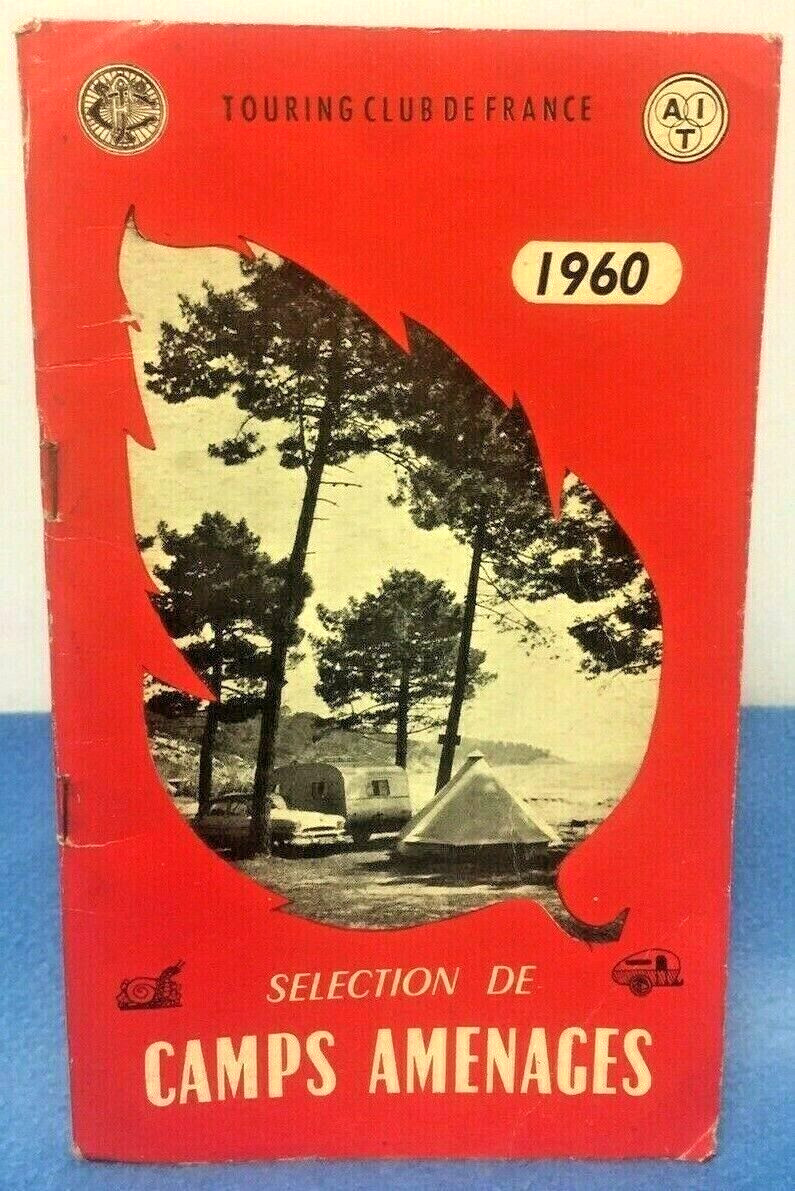 TOURING CLUB DE FRANCE
A I
T
1960
SELECTION DE
CAMPS AMENAGES